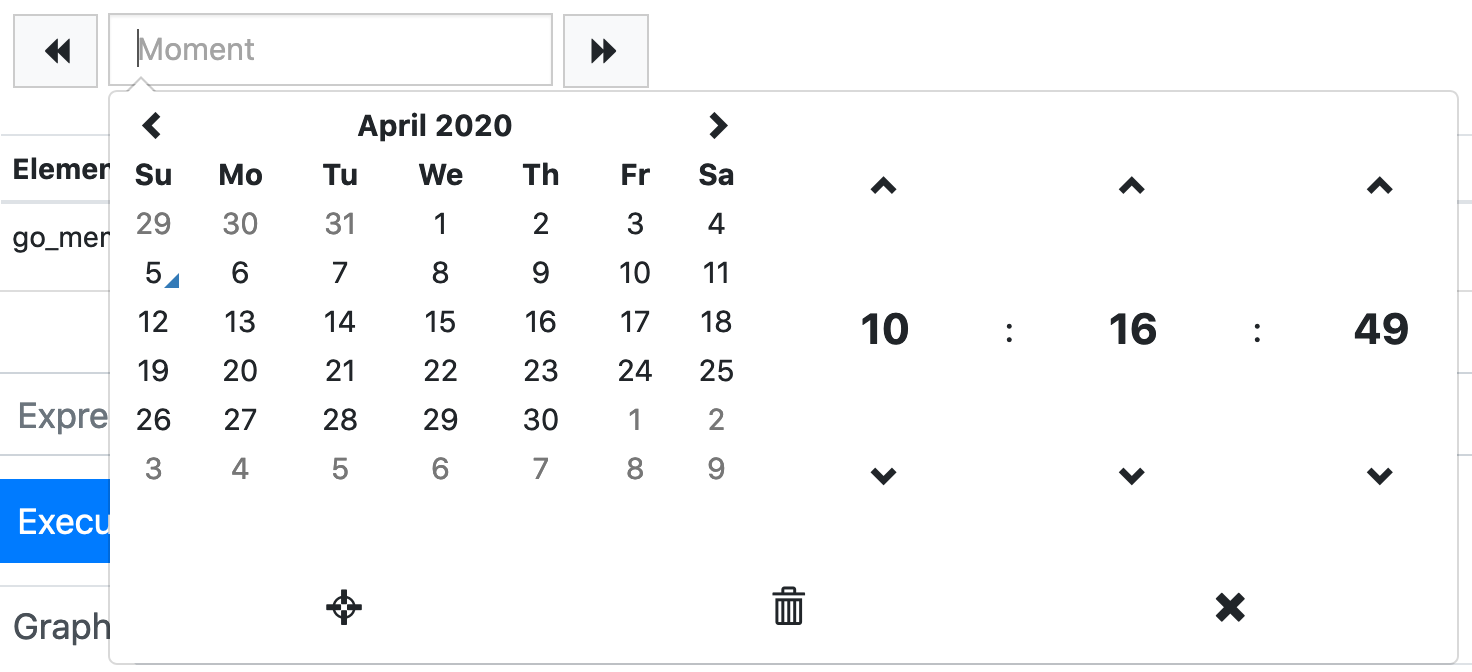 Moment
April 2020
Su Mo Tu We Th Fr Sa
29 30 31 1 2 3 4
5 6 7 8 9 10 11
12 13 14 15 16 17 18
19 20 21 22 23 24 25
26 27 28 29 30 1 2
3 4 5 6 7 8 9
10 : 16 : 49
Elemen
go_mem
Expre
Execu
Graph